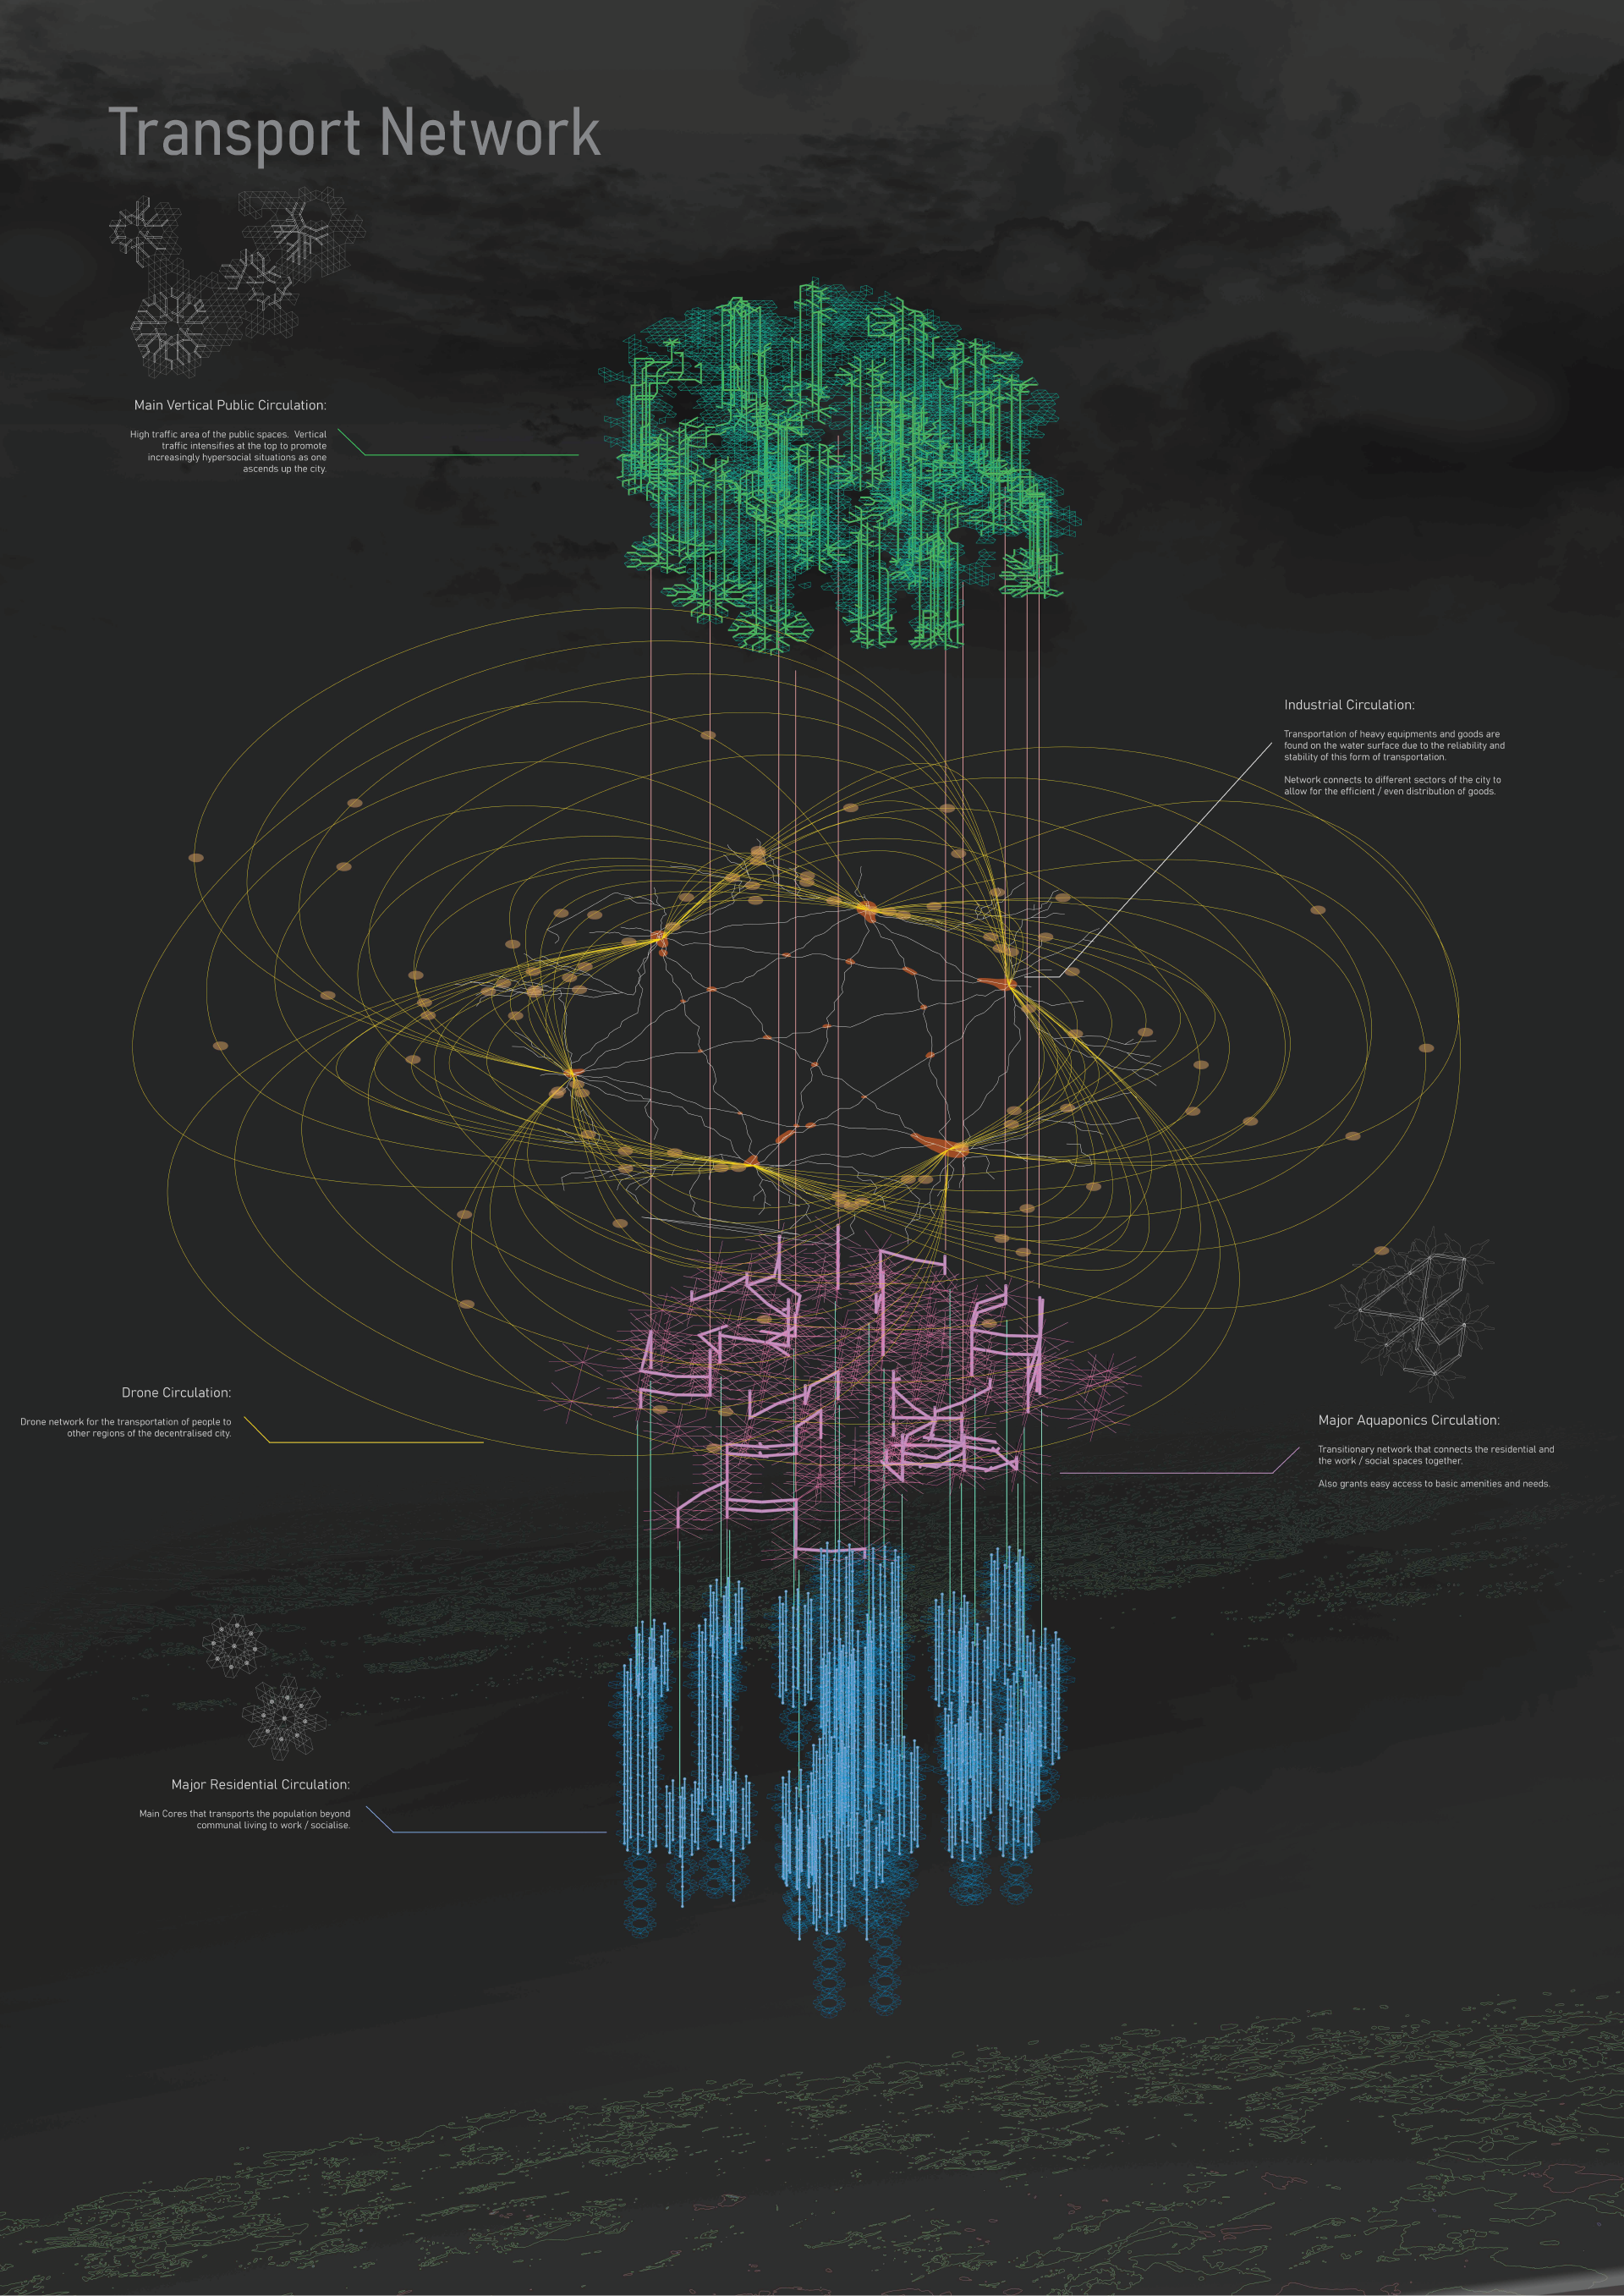 Transport Network
Main Vertical Public Circulation:
High traffic area of the public spaces.  Vertical
traffic intensifies at the top to promote
increasingly hypersocial situations as one
ascends up the city.
Industrial Circulation:
Transportation of heavy equipments and goods are
found on the water surface due to the reliability and
stability of this form of transportation.
Network connects to different sectors of the city to
allow for the efficient / even distribution of goods.
Drone Circulation:
Drone network for the transportation of people to
other regions of the decentralised city.
Major Aquaponics Circulation:
Transitionary network that connects the residential and
the work / social spaces together.
Also grants easy access to basic amenities and needs.
Major Residential Circulation:
Main Cores that transports the population beyond
communal living to work / socialise.